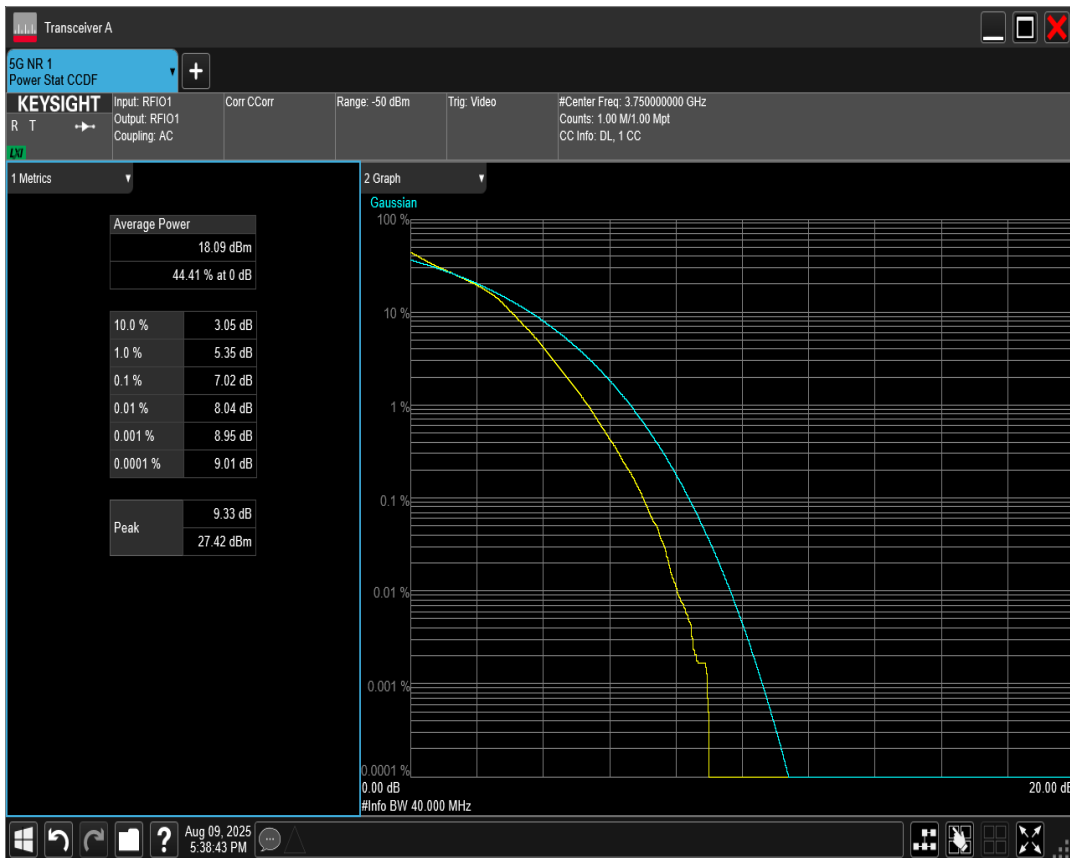 Transceiver A
5G NR 1
Power Stat CCDF
+
KEYSIGHT
R T
LXI
Input: RFIO1
Output: RFIO1
Coupling: AC
Corr CCorr
Range: -50 dBm
Trig: Video
#Center Freq: 3.750000000 GHz
Counts: 1.00 M/1.00 Mpt
CC Info: DL, 1 CC
1 Metrics
Average Power
18.09 dBm
44.41 % at 0 dB
10.0 % 3.05 dB
1.0 % 5.35 dB
0.1 % 7.02 dB
0.01 % 8.04 dB
0.001 % 8.95 dB
0.0001 % 9.01 dB
Peak
9.33 dB
27.42 dBm
2 Graph
Gaussian
100 %
10 %
1 %
0.1 %
0.01 %
0.001 %
0.0001 %
0.00 dB 20.00 dB
#Info BW 40.000 MHz
?
Aug 09, 2025
5:38:43 PM